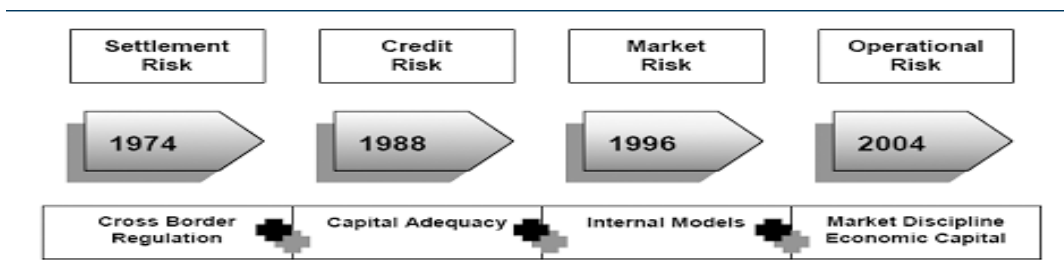 Settlement
Risk
Credit
Risk
Market
Risk
Operational
Risk
1974
1988
1996
2004
Cross Border
Regulation
Capital Adequacy
Internal Models
Market Discipline
Economic Capital